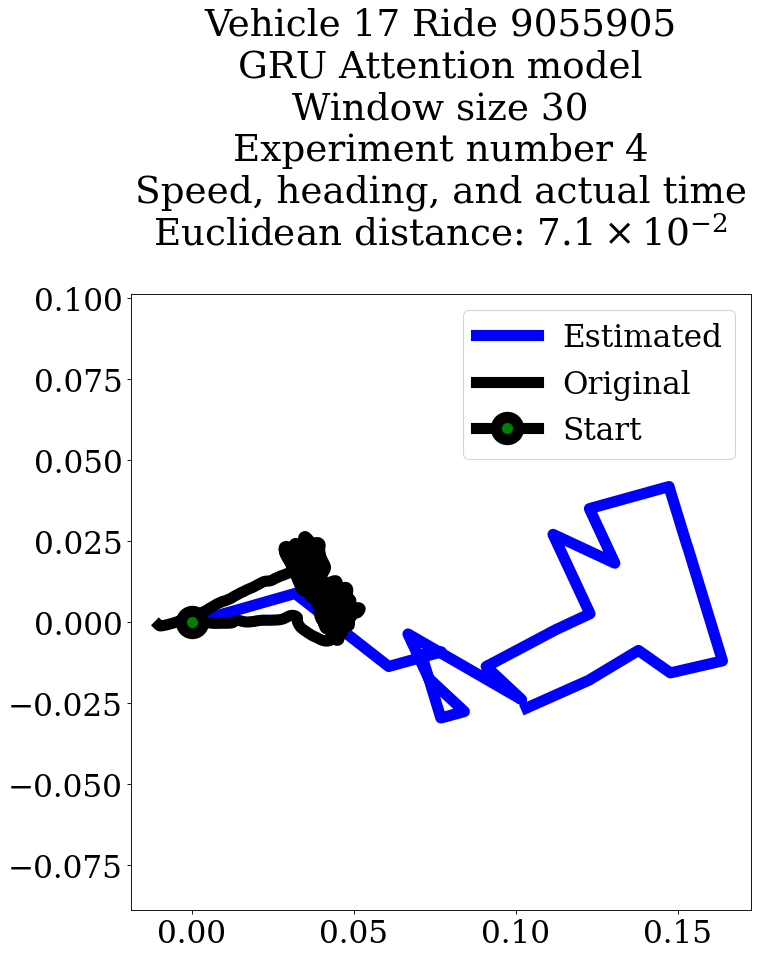 Vehicle 17 Ride 9055905
GRU Attention model
Window size 30
Experiment number 4
Speed, heading, and actual time
Euclidean distance: 7.1 × 10⁻²
0.100
0.075
0.050
0.025
0.000
−0.025
−0.050
−0.075
Estimated
Original
Start
0.00 0.05 0.10 0.15